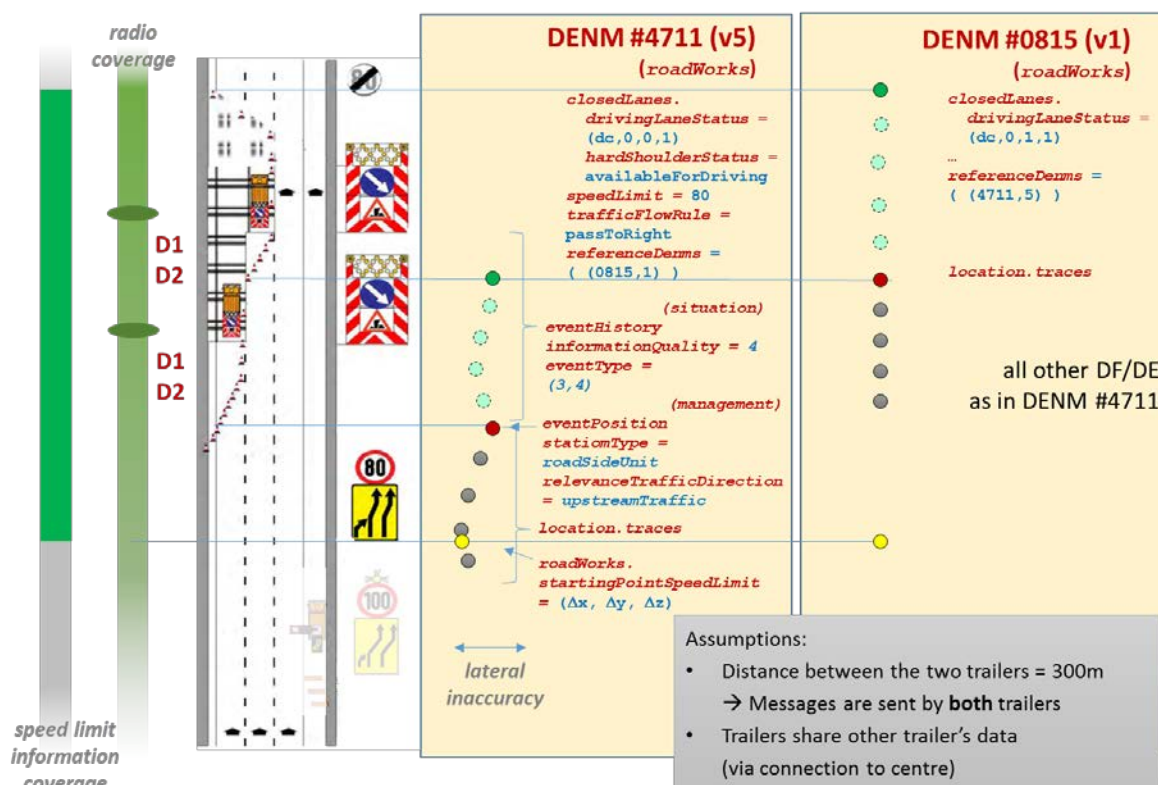 radio
coverage
80
D1
D2
D1
D2
80
100
speed limit
information
coverage
DENM #4711 (v5)
(roadWorks)
closedLanes.
drivingLaneStatus =
(dc,0,0,1)
hardShoulderStatus =
availableForDriving
speedLimit = 80
trafficFlowRule =
passToRight
referenceDenms =
( (0815,1) )
(situation)
eventHistory
informationQuality = 4
eventType =
(3,4)
(management)
eventPosition
stationType =
roadSideUnit
relevanceTrafficDirection
= upstreamTraffic
location.traces
roadWorks.
startingPointSpeedLimit
= (Δx, Δy, Δz)
lateral
inaccuracy
DENM #0815 (v1)
(roadWorks)
closedLanes.
drivingLaneStatus =
(dc,0,1,1)
…
referenceDenms =
( (4711,5) )
location.traces
all other DF/DE
as in DENM #4711
Assumptions:
• Distance between the two trailers = 300m
→ Messages are sent by both trailers
• Trailers share other trailer's data
(via connection to centre)